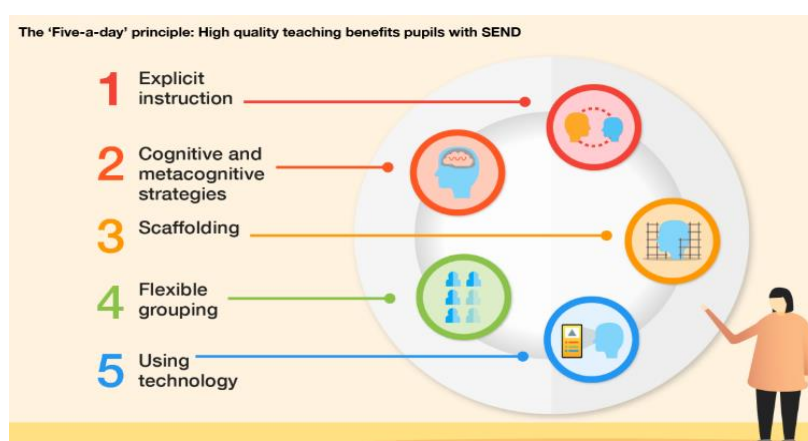 The ‘Five-a-day’ principle: High quality teaching benefits pupils with SEND
1 Explicit
instruction
2 Cognitive and
metacognitive
strategies
3 Scaffolding
4 Flexible
grouping
5 Using
technology